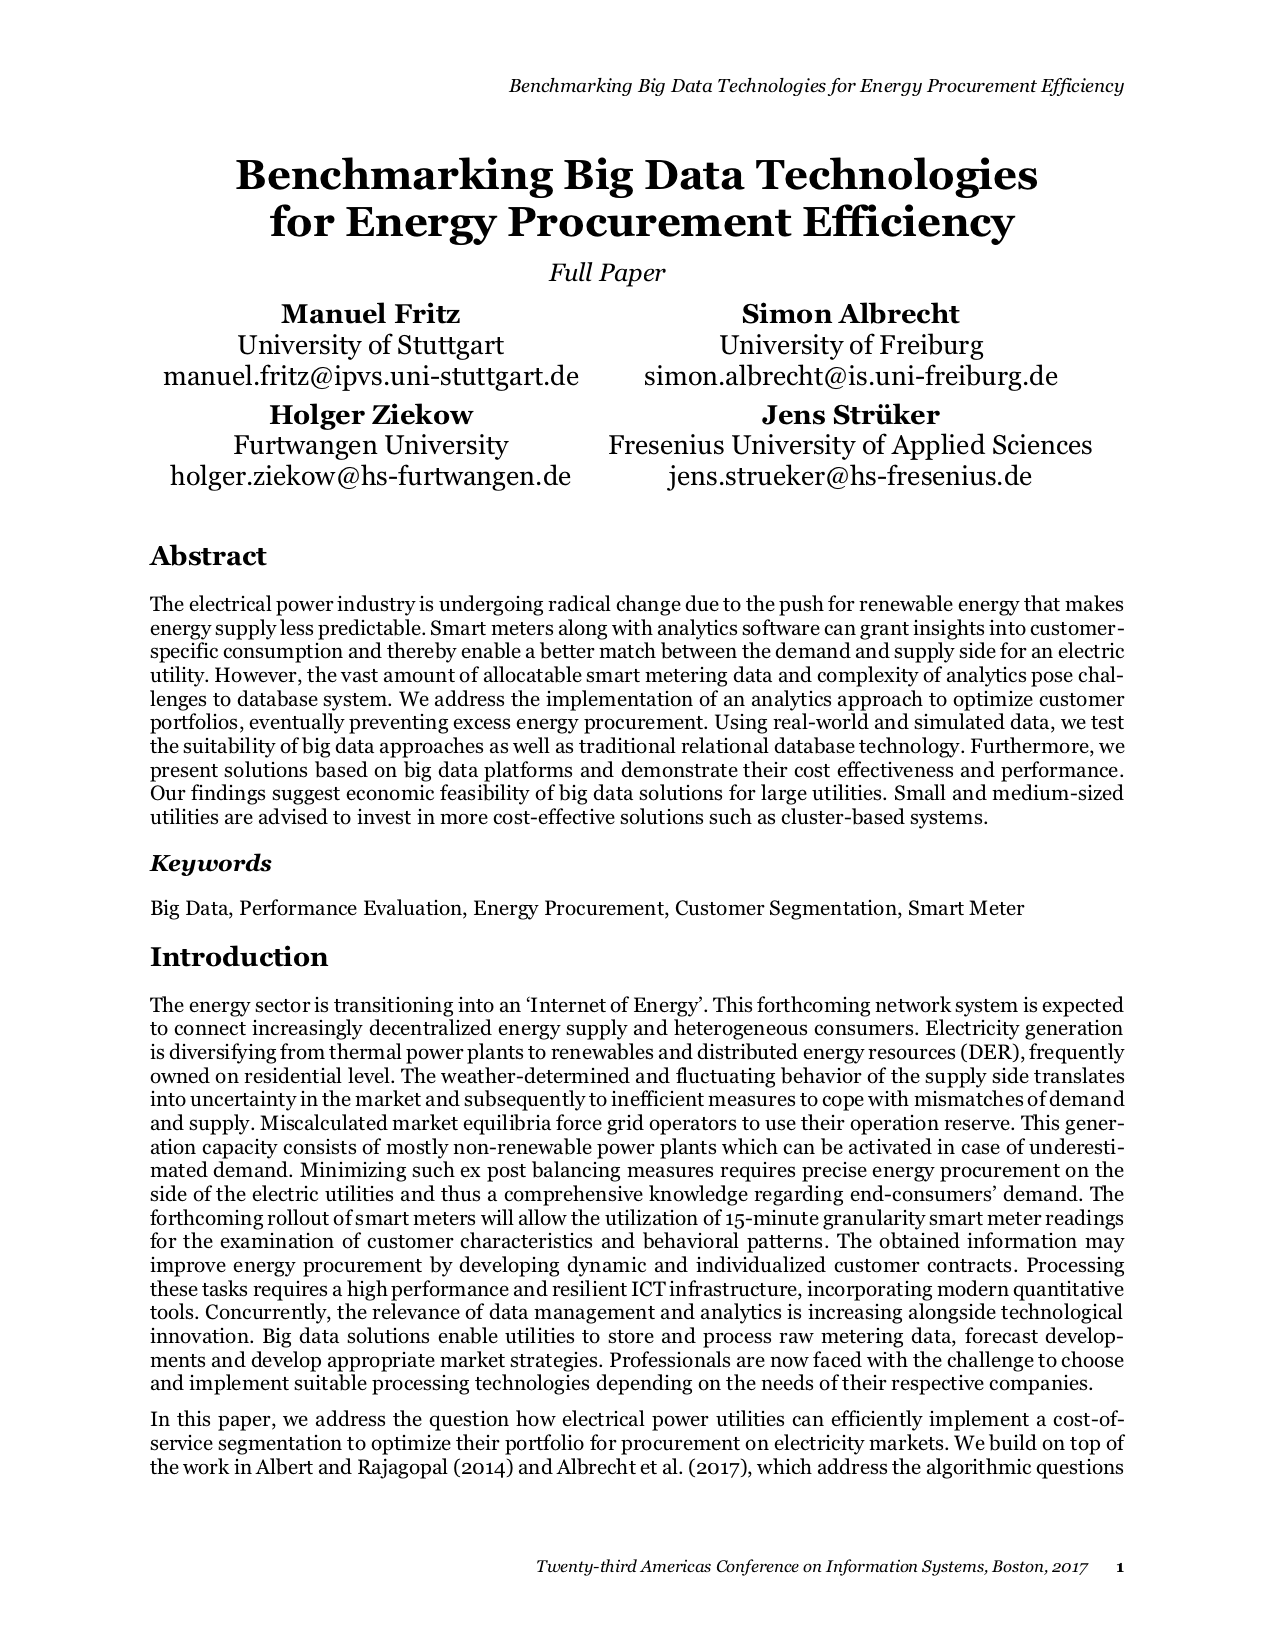 Benchmarking Big Data Technologies for Energy Procurement Efficiency
Benchmarking Big Data Technologies
for Energy Procurement Efficiency
Full Paper
Manuel Fritz
University of Stuttgart
manuel.fritz@ipvs.uni-stuttgart.de
Simon Albrecht
University of Freiburg
simon.albrecht@is.uni-freiburg.de
Holger Ziekow
Furtwangen University
holger.ziekow@hs-furtwangen.de
Jens Strüker
Fresenius University of Applied Sciences
jens.strueker@hs-fresenius.de
Abstract
The electrical power industry is undergoing radical change due to the push for renewable energy that makes
energy supply less predictable. Smart meters along with analytics software can grant insights into customer-
specific consumption and thereby enable a better match between the demand and supply side for an electric
utility. However, the vast amount of allocatable smart metering data and complexity of analytics pose chal-
lenges to database system. We address the implementation of an analytics approach to optimize customer
portfolios, eventually preventing excess energy procurement. Using real-world and simulated data, we test
the suitability of big data approaches as well as traditional relational database technology. Furthermore, we
present solutions based on big data platforms and demonstrate their cost effectiveness and performance.
Our findings suggest economic feasibility of big data solutions for large utilities. Small and medium-sized
utilities are advised to invest in more cost-effective solutions such as cluster-based systems.
Keywords
Big Data, Performance Evaluation, Energy Procurement, Customer Segmentation, Smart Meter
Introduction
The energy sector is transitioning into an ‘Internet of Energy’. This forthcoming network system is expected
to connect increasingly decentralized energy supply and heterogeneous consumers. Electricity generation
is diversifying from thermal power plants to renewables and distributed energy resources (DER), frequently
owned on residential level. The weather-determined and fluctuating behavior of the supply side translates
into uncertainty in the market and subsequently to inefficient measures to cope with mismatches of demand
and supply. Miscalculated market equilibria force grid operators to use their operation reserve. This gener-
ation capacity consists of mostly non-renewable power plants which can be activated in case of underesti-
mated demand. Minimizing such ex post balancing measures requires precise energy procurement on the
side of the electric utilities and thus a comprehensive knowledge regarding end-consumers’ demand. The
forthcoming rollout of smart meters will allow the utilization of 15-minute granularity smart meter readings
for the examination of customer characteristics and behavioral patterns. The obtained information may
improve energy procurement by developing dynamic and individualized customer contracts. Processing
these tasks requires a high performance and resilient ICT infrastructure, incorporating modern quantitative
tools. Concurrently, the relevance of data management and analytics is increasing alongside technological
innovation. Big data solutions enable utilities to store and process raw metering data, forecast develop-
ments and develop appropriate market strategies. Professionals are now faced with the challenge to choose
and implement suitable processing technologies depending on the needs of their respective companies.
In this paper, we address the question how electrical power utilities can efficiently implement a cost-of-
service segmentation to optimize their portfolio for procurement on electricity markets. We build on top of
the work in Albert and Rajagopal (2014) and Albrecht et al. (2017), which address the algorithmic questions
Twenty-third Americas Conference on Information Systems, Boston, 2017 1